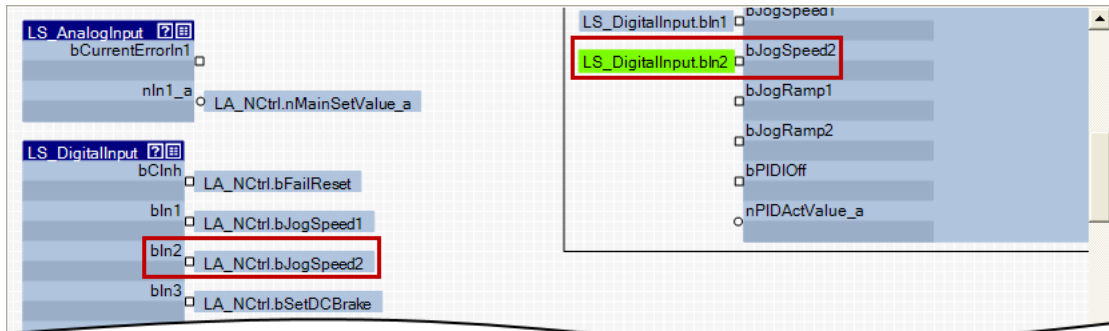 LS_AnalogInput
bCurrentErrorIn1
nIn1_a
LA_NCtrl.nMainSetValue_a
LS_DigitalInput
bCInh
LA_NCtrl.bFailReset
bIn1
LA_NCtrl.bJogSpeed1
bIn2
LA_NCtrl.bJogSpeed2
bIn3
LA_NCtrl.bSetDCBrake
LS_DigitalInput.bIn1
bJogSpeed1
LS_DigitalInput.bIn2
bJogSpeed2
bJogRamp1
bJogRamp2
bPIDIOff
nPIDActValue_a